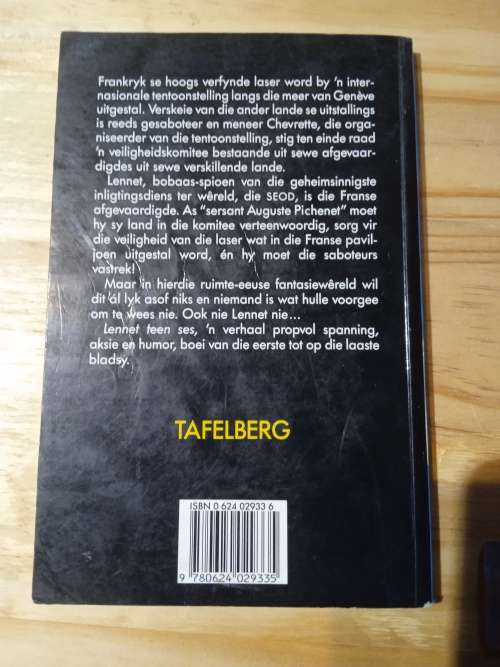 Frankryk se hoogs verfynde laser word by 'n inter-
nasionale tentoonstelling langs die meer van Genève
uitgestal. Verskeie van die ander lande se uitstallings
is reeds gesaboteer en meneer Chevrette, die orga-
niseerder van die tentoonstelling, stig ten einde raad
'n veiligheidskomitee bestaande uit sewe afgevaar-
digdes uit sewe verskillende lande.
Lennet, bobaas-spioen van die geheimsinnigste
inligtingsdiens ter wêreld, die SEOD, is die Franse
afgevaardigde. As "sersant Auguste Pichenet" moet
hy sy land in die komitee verteenwoordig, sorg vir
die veiligheid van die laser wat in die Franse pavil-
joen uitgestal word, én hy moet die saboteurs
vastrek!
Maar in hierdie ruimte-eeuse fantasiewêreld wil
dit ál lyk asof niks en niemand is wat hulle voorgee
om te wees nie. Ook nie Lennet nie...
Lennet teen ses, 'n verhaal propvol spanning,
aksie en humor, boei van die eerste tot op die laaste
bladsy.
TAFELBERG
ISBN 0 624 02933 6
9 780624 029335